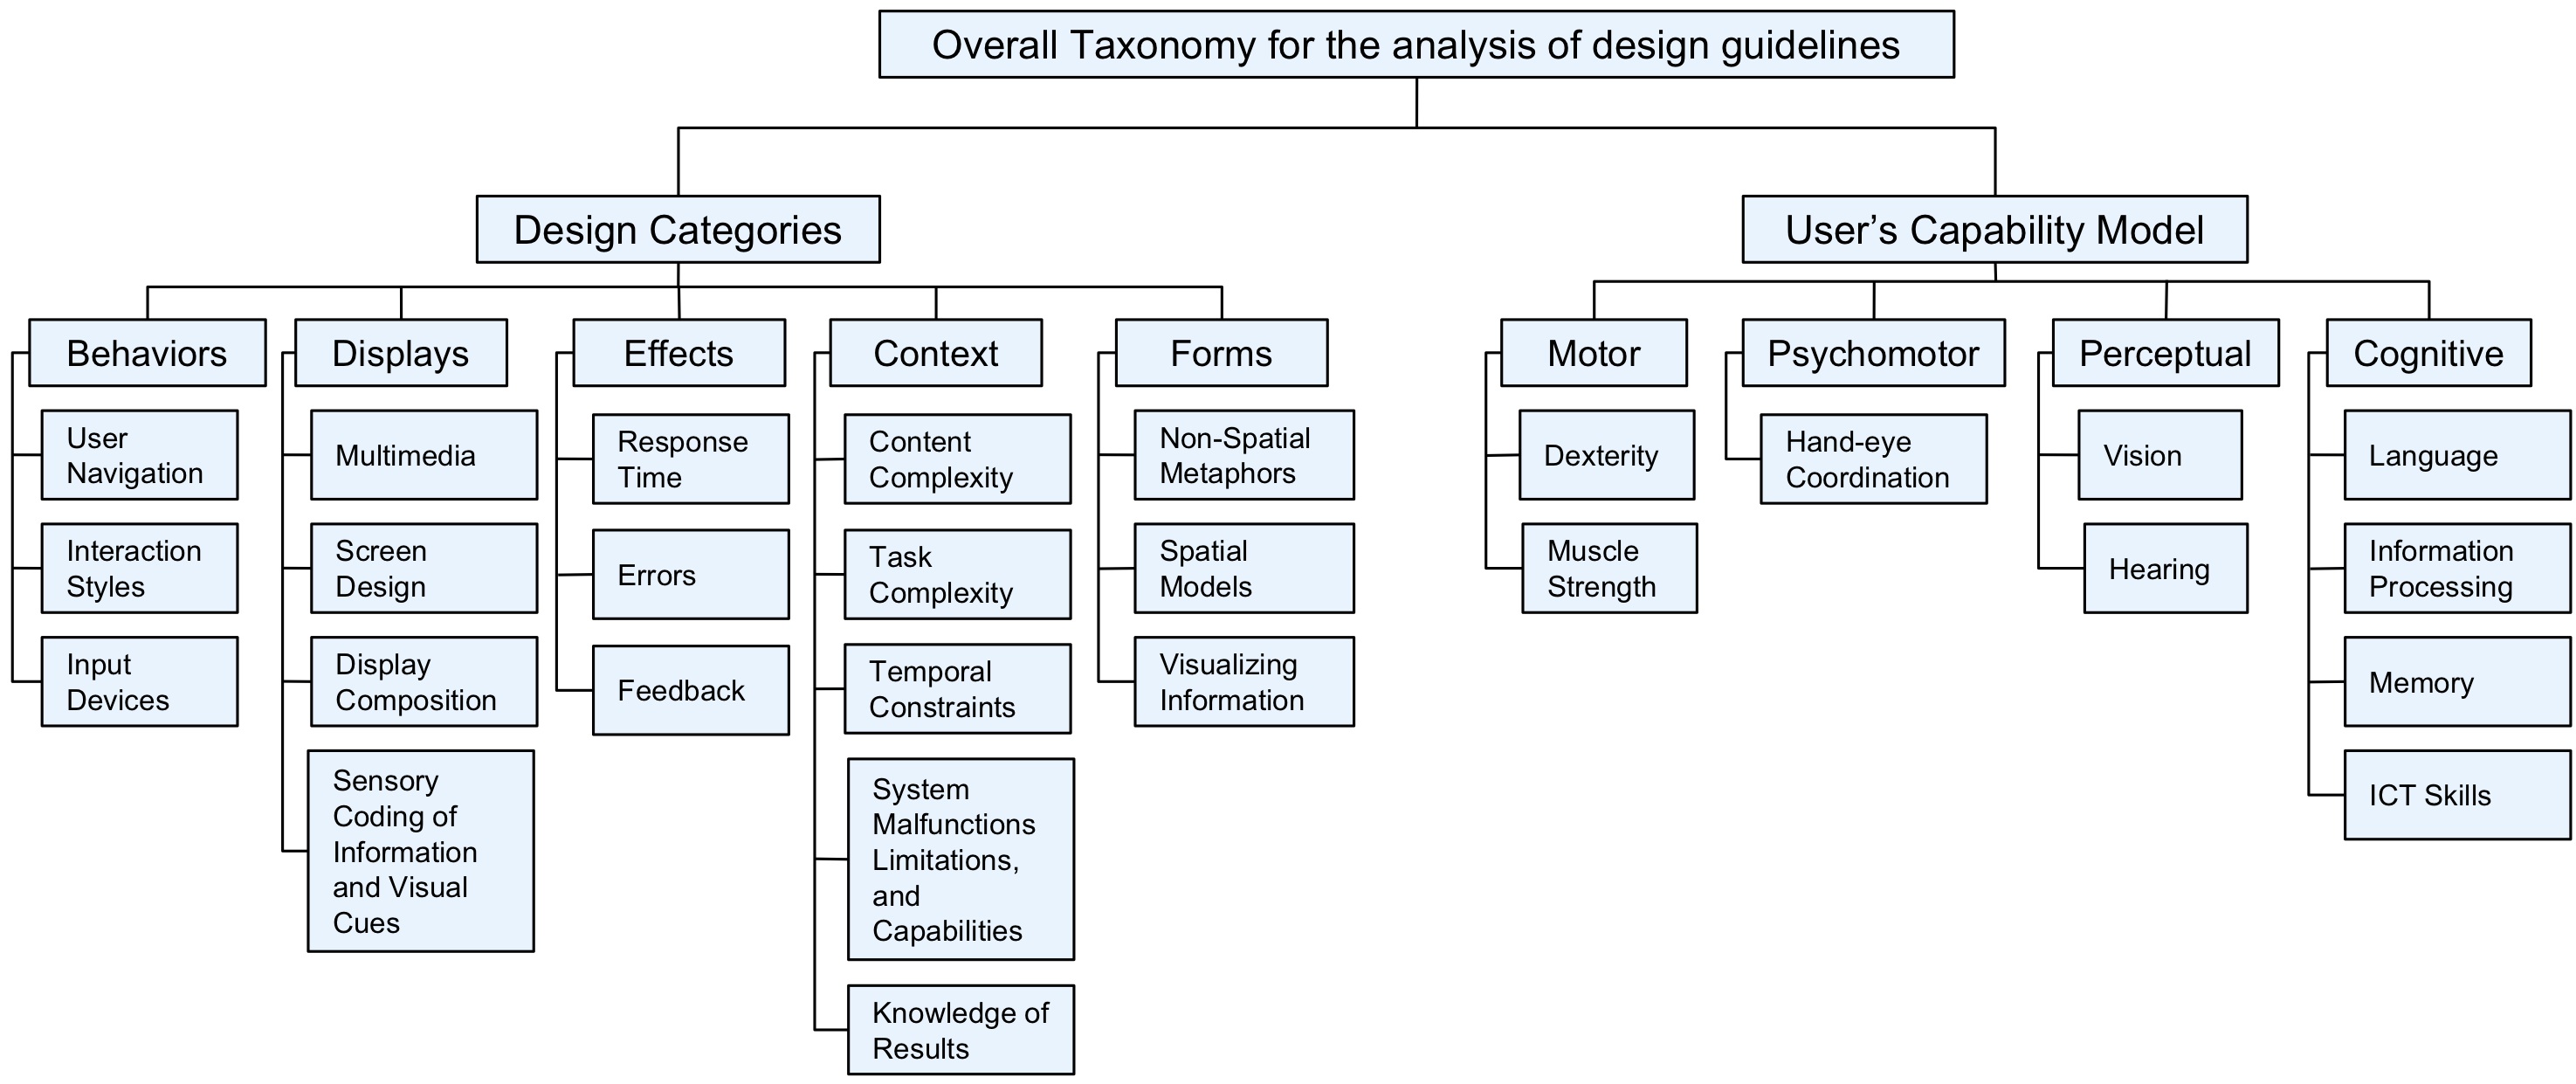 Overall Taxonomy for the analysis of design guidelines
Design Categories
User’s Capability Model
Behaviors
Displays
Effects
Context
Forms
Motor
Psychomotor
Perceptual
Cognitive
User
Navigation
Interaction
Styles
Input
Devices
Multimedia
Screen
Design
Display
Composition
Sensory
Coding of
Information
and Visual
Cues
Response
Time
Errors
Feedback
Content
Complexity
Task
Complexity
Temporal
Constraints
System
Malfunctions
Limitations,
and
Capabilities
Knowledge of
Results
Non-Spatial
Metaphors
Spatial
Models
Visualizing
Information
Dexterity
Muscle
Strength
Hand-eye
Coordination
Vision
Hearing
Language
Information
Processing
Memory
ICT Skills